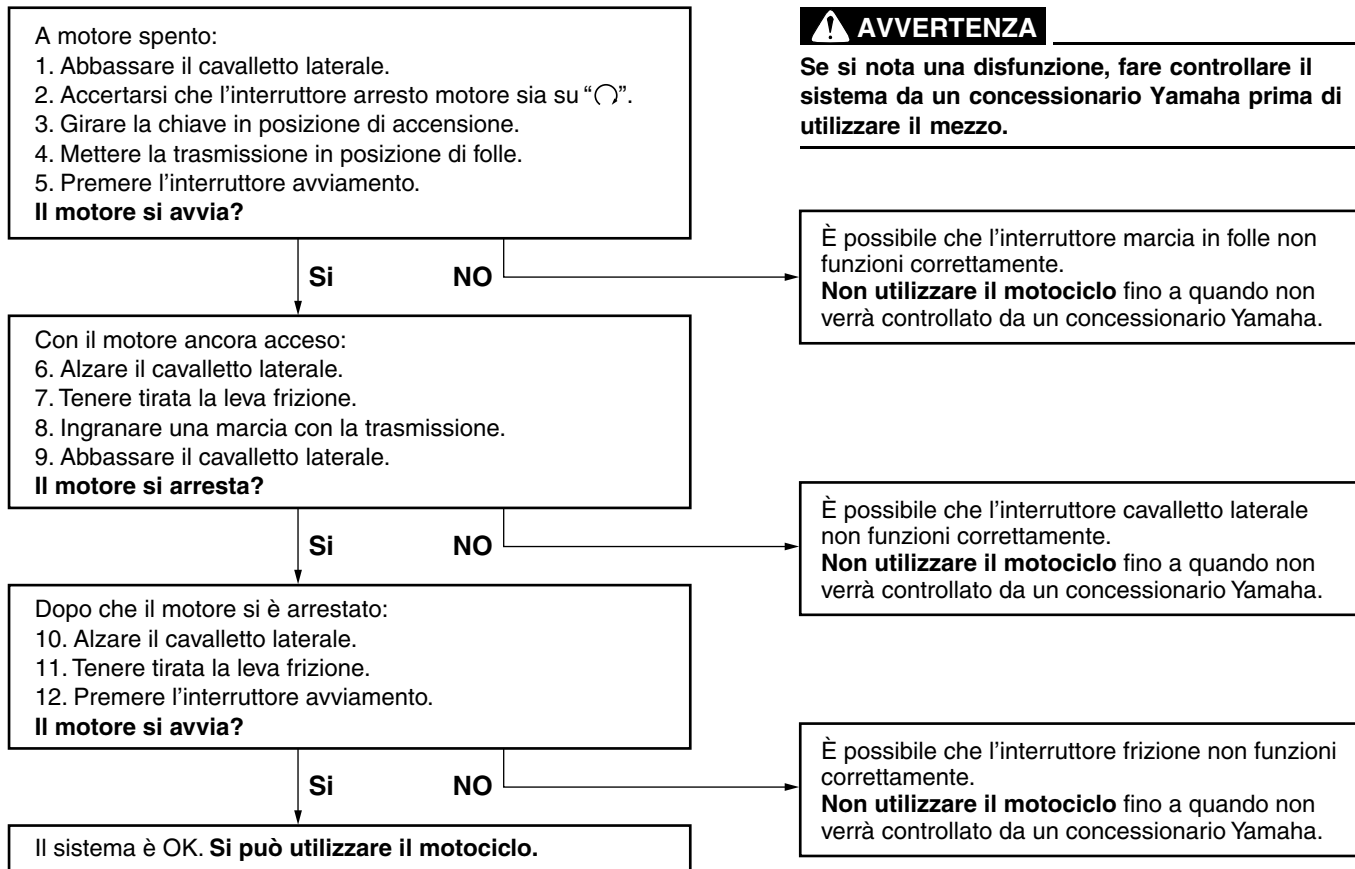 A motore spento:
1. Abbassare il cavalletto laterale.
2. Accertarsi che l'interruttore arresto motore sia su “○”.
3. Girare la chiave in posizione di accensione.
4. Mettere la trasmissione in posizione di folle.
5. Premere l'interruttore avviamento.
Il motore si avvia?
AVVERTENZA
Se si nota una disfunzione, fare controllare il
sistema da un concessionario Yamaha prima di
utilizzare il mezzo.
Si
NO
È possibile che l'interruttore marcia in folle non
funzioni correttamente.
Non utilizzare il motociclo fino a quando non
verrà controllato da un concessionario Yamaha.
Con il motore ancora acceso:
6. Alzare il cavalletto laterale.
7. Tenere tirata la leva frizione.
8. Ingranare una marcia con la trasmissione.
9. Abbassare il cavalletto laterale.
Il motore si arresta?
Si
NO
È possibile che l'interruttore cavalletto laterale
non funzioni correttamente.
Non utilizzare il motociclo fino a quando non
verrà controllato da un concessionario Yamaha.
Dopo che il motore si è arrestato:
10. Alzare il cavalletto laterale.
11. Tenere tirata la leva frizione.
12. Premere l'interruttore avviamento.
Il motore si avvia?
Si
NO
È possibile che l'interruttore frizione non funzioni
correttamente.
Non utilizzare il motociclo fino a quando non
verrà controllato da un concessionario Yamaha.
Il sistema è OK. Si può utilizzare il motociclo.